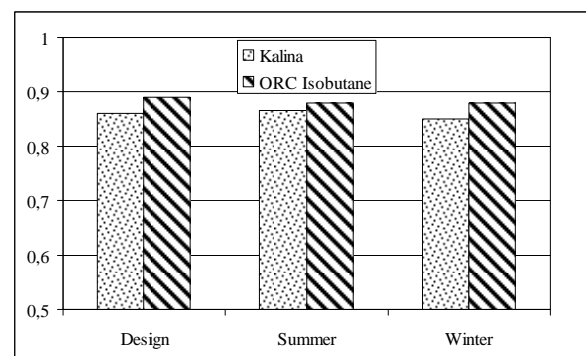 1
0,9
0,8
0,7
0,6
0,5
Kalina
ORC Isobutane
Design Summer Winter